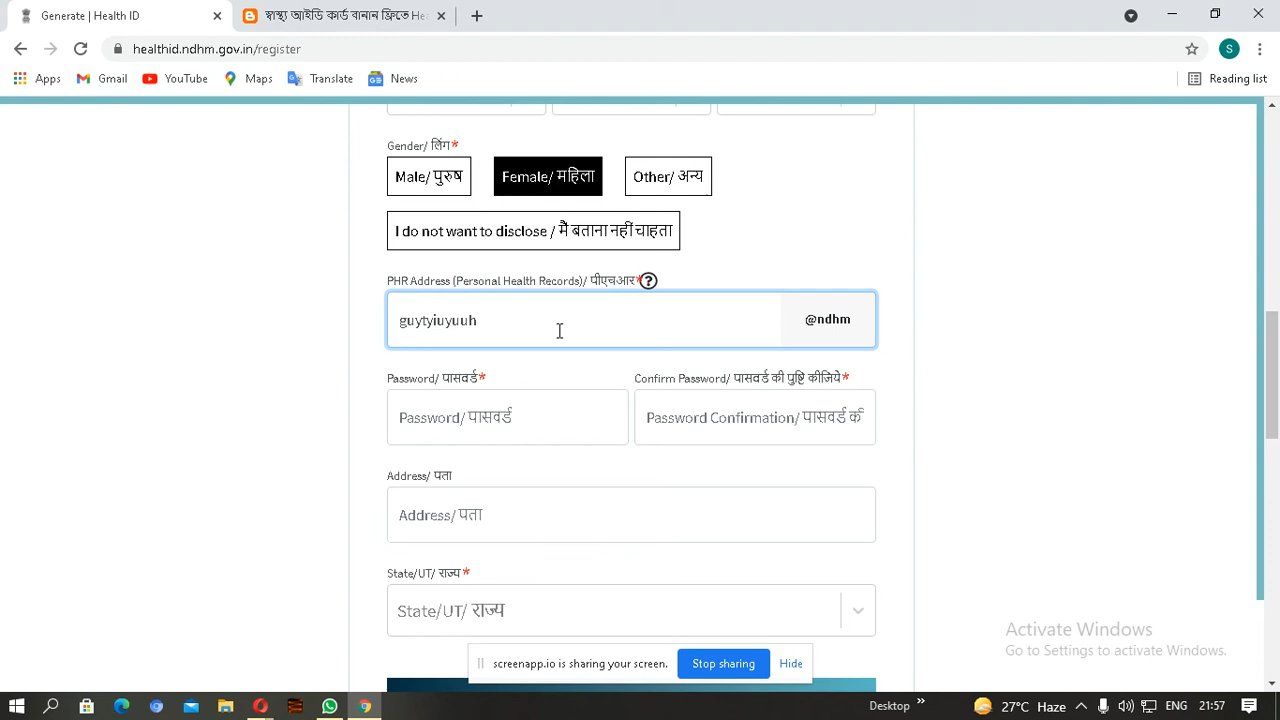 Generate | Health ID
স্বাস্থ্য আইডি কার্ড বানান ফ্রিতে He
healthid.ndhm.gov.in/register
S
Apps Gmail YouTube Maps Translate News Reading list
Gender/ लिंग*
Male/ पुरुष Female/ महिला Other/ अन्य
I do not want to disclose / मैं बताना नहीं चाहता
PHR Address (Personal Health Records)/ पीएचआर* ?
guytyiuyuuh @ndhm
Password/ पासवर्ड* Confirm Password/ पासवर्ड की पुष्टि कीजिये*
Password/ पासवर्ड Password Confirmation/ पासवर्ड की
Address/ पता
Address/ पता
State/UT/ राज्य*
State/UT/ राज्य
Activate Windows
Go to Settings to activate Windows.
screenapp.io is sharing your screen. Stop sharing Hide
Desktop » 27°C Haze ENG 21:57